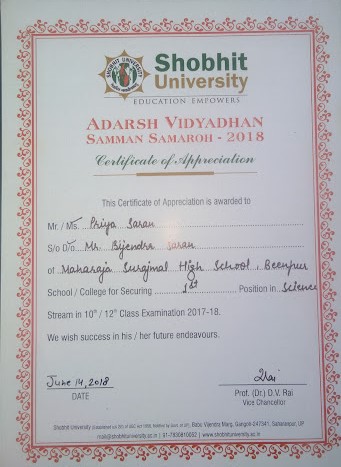 SHOBHIT UNIVERSITY
Shobhit
University
EDUCATION EMPOWERS
ADARSH VIDYADHAN
SAMMAN SAMAROH - 2018
Certificate of Appreciation
This Certificate of Appreciation is awarded to
Mr. / Ms. Priya Saran
S/o D/o Mr. Bijendra Saran
of Maharaja Surajmal High School, Beenpur
School / College for Securing 1st Position in Science
Stream in 10th / 12th Class Examination 2017-18.
We wish success in his / her future endeavours.
June 14, 2018
DATE
Rai
Prof. (Dr.) D.V. Rai
Vice Chancellor
Shobhit University Babu Vijendra Marg, Gangoh-247341, Saharanpur, UP
mail@shobhituniversity.ac.in | www.shobhituniversity.ac.in